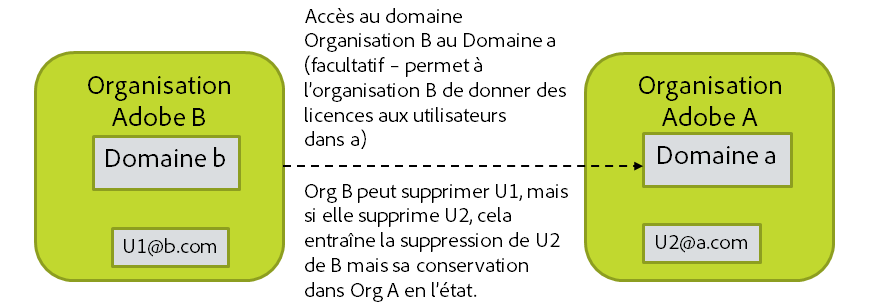 Organisation
Adobe B
Domaine b
U1@b.com
Accès au domaine
Organisation B au Domaine a
(facultatif – permet à
l'organisation B de donner des
licences aux utilisateurs
dans a)
Org B peut supprimer U1, mais
si elle supprime U2, cela
entraîne la suppression de U2
de B mais sa conservation
dans Org A en l'état.
Organisation
Adobe A
Domaine a
U2@a.com